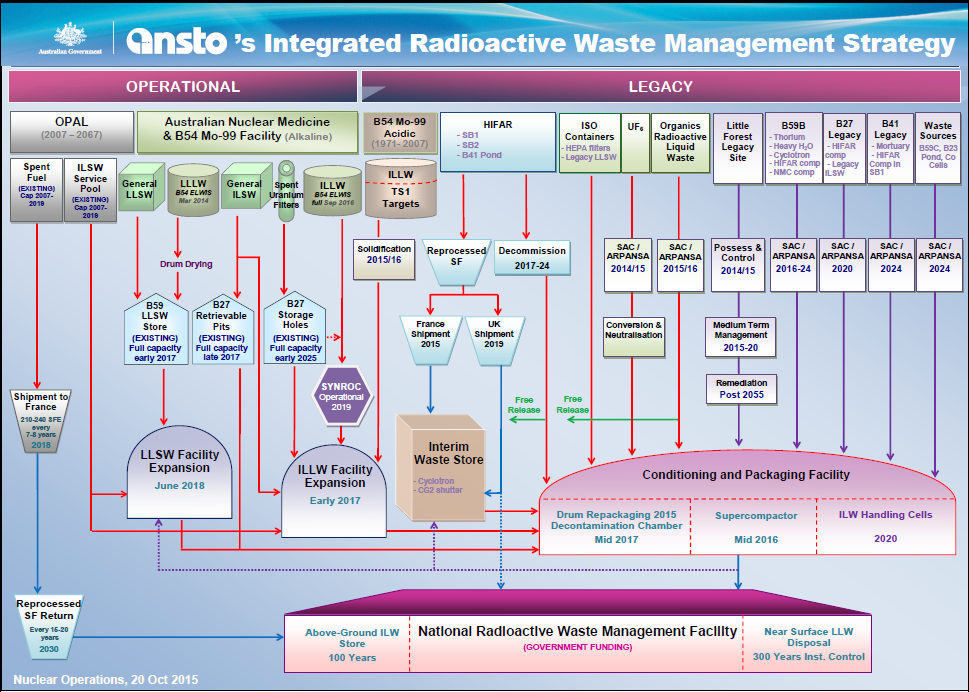 Australian Government
ansto 's Integrated Radioactive Waste Management Strategy
OPERATIONAL
LEGACY
OPAL
(2007 – 2067)
Australian Nuclear Medicine
& B54 Mo-99 Facility (Alkaline)
B54 Mo-99
Acidic
(1971- 2007)
HIFAR
- SB1
- SB2
- B41 Pond
ISO
Containers
- HEPA filters
- Legacy LLSW
UF6
Organics
Radioactive
Liquid
Waste
Little
Forest
Legacy
Site
B59B
- Thorium
- Heavy H2O
- Cyclotron
- HIFAR comp
- NMC comp
B27
Legacy
- HIFAR
comp
- Legacy
ILSW
B41
Legacy
- Mortuary
- HIFAR
Comp in
SB1
Waste
Sources
B59C, B23
Pond, Co
Cells
Spent
Fuel
(EXISTING)
Cap 2007-
2018
ILSW
Service
Pool
(EXISTING)
Cap 2007-
2019
General
LLSW
LLLW
B54 ELWIS
Mar 2014
General
ILSW
Spent
Uranium
Filters
ILLW
B54 ELWIS
full Sep 2016
ILLW
TS1
Targets
Drum Drying
Solidification
2015/16
Reprocessed
SF
Decommission
2017-24
SAC /
ARPANSA
2014/15
SAC /
ARPANSA
2015/16
Possess &
Control
2014/15
SAC /
ARPANSA
2016-24
SAC /
ARPANSA
2020
SAC /
ARPANSA
2024
SAC /
ARPANSA
2024
B59
LLSW
Store
(EXISTING)
Full capacity
early 2017
B27
Retrievable
Pits
(EXISTING)
Full capacity
late 2017
B27
Storage
Holes
(EXISTING)
Full capacity
early 2025
France
Shipment
2015
UK
Shipment
2019
Conversion &
Neutralisation
Medium Term
Management
2015-20
Remediation
Post 2055
SYNROC
Operational
2019
Shipment to
France
210-240 SFE
every
7-8 years
2018
Free
Release
Free
Release
LLSW Facility
Expansion
June 2018
ILLW Facility
Expansion
Early 2017
Interim
Waste Store
- Cyclotron
- CG2 shutter
Conditioning and Packaging Facility
Drum Repackaging 2015
Decontamination Chamber
Mid 2017
Supercompactor
Mid 2016
ILW Handling Cells
2020
Reprocessed
SF Return
Every 16-20
years
2030
Above-Ground ILW
Store
100 Years
National Radioactive Waste Management Facility
(GOVERNMENT FUNDING)
Near Surface LLW
Disposal
300 Years Inst. Control
Nuclear Operations, 20 Oct 2015